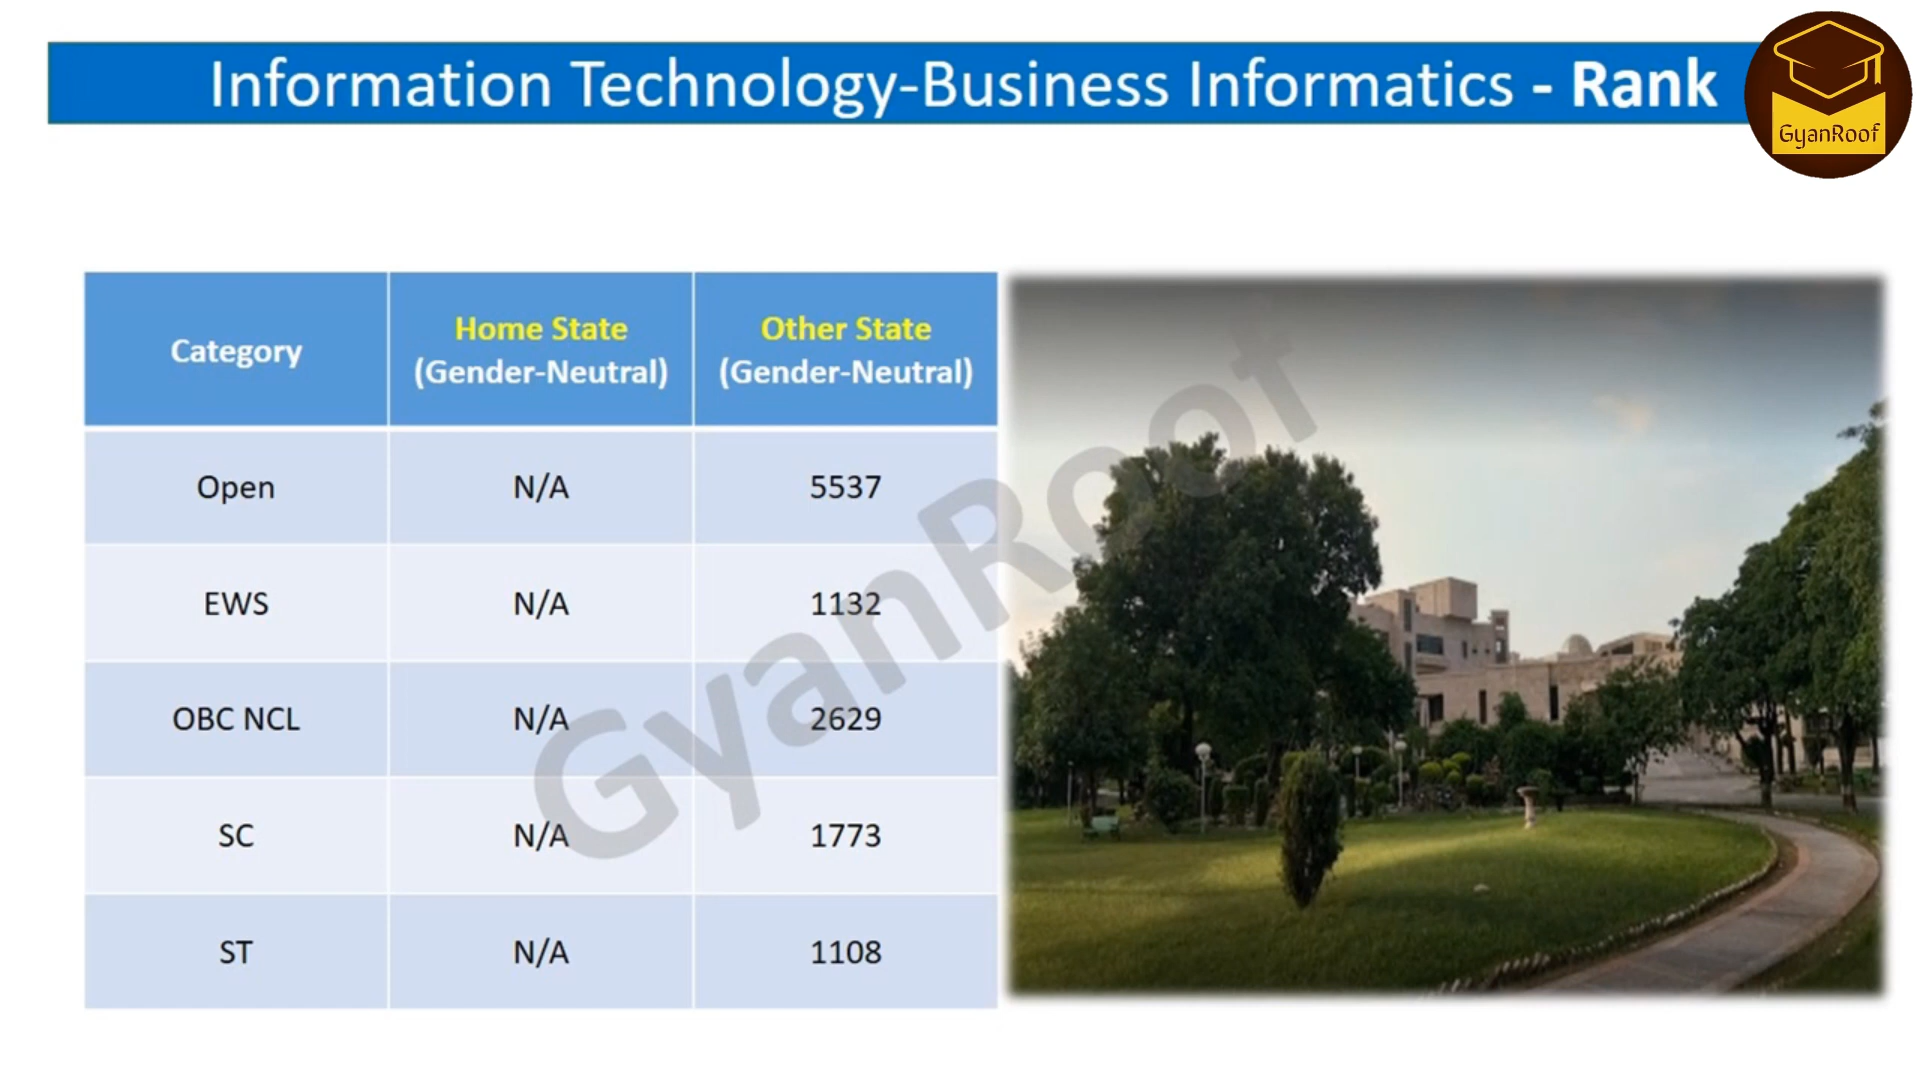 Information Technology-Business Informatics - Rank
GyanRoof
Category
Home State
(Gender-Neutral)
Other State
(Gender-Neutral)
Open N/A 5537
EWS N/A 1132
OBC NCL N/A 2629
SC N/A 1773
ST N/A 1108
GyanRoof